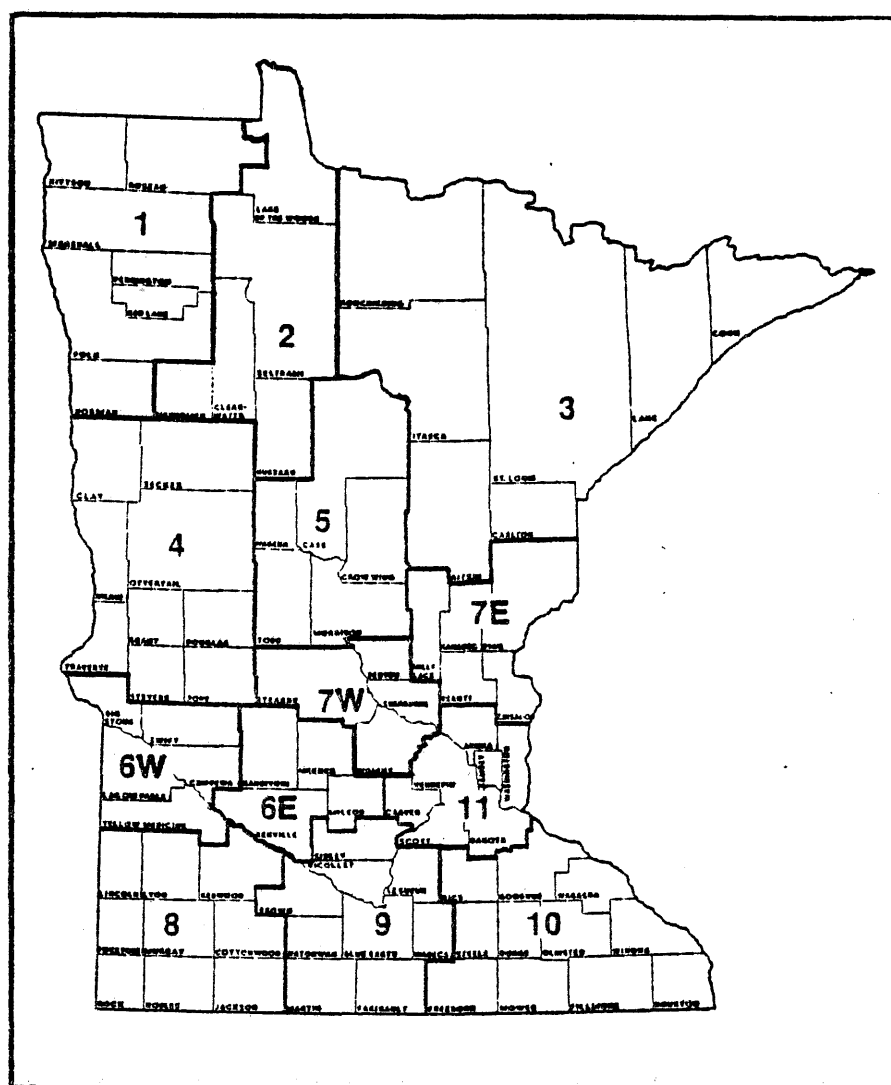 KITTSON ROSEAU
LAKE
OF THE WOODS
1
MARSHALL
PENNINGTON
RED LAKE
KOOCHICHING
2
COOK
POLK
BELTRAMI
3
NORMAN MAHNOMEN CLEAR-
WATER
LAKE
ITASCA
HUBBARD
ST. LOUIS
BECKER
CLAY
5
CARLTON
4
WADENA CASS
CROW WING
AITKIN
OTTERTAIL
WILKIN
7E
GRANT DOUGLAS TODD MORRISON
KANABEC PINE
MILLE
LACS
TRAVERSE
BENTON
STEVENS POPE STEARNS
7W
SHERBURNE
ISANTI
CHISAGO
BIG
STONE
SWIFT
ANOKA
RAMSEY
WASHINGTON
6W
CHIPPEWA KANDIYOHI
MEEKER
WRIGHT
HENNEPIN
LAC QUI PARLE
6E
MCLEOD
CARVER
11
YELLOW MEDICINE
RENVILLE
SCOTT
DAKOTA
SIBLEY
NICOLLET
LINCOLN LYON REDWOOD
BROWN
LE SUEUR
RICE
GOODHUE
WABASHA
8
9
10
PIPESTONE MURRAY COTTONWOOD WATONWAN BLUE EARTH WASECA STEELE DODGE OLMSTED WINONA
ROCK NOBLES JACKSON MARTIN FARIBAULT FREEBORN MOWER FILLMORE HOUSTON